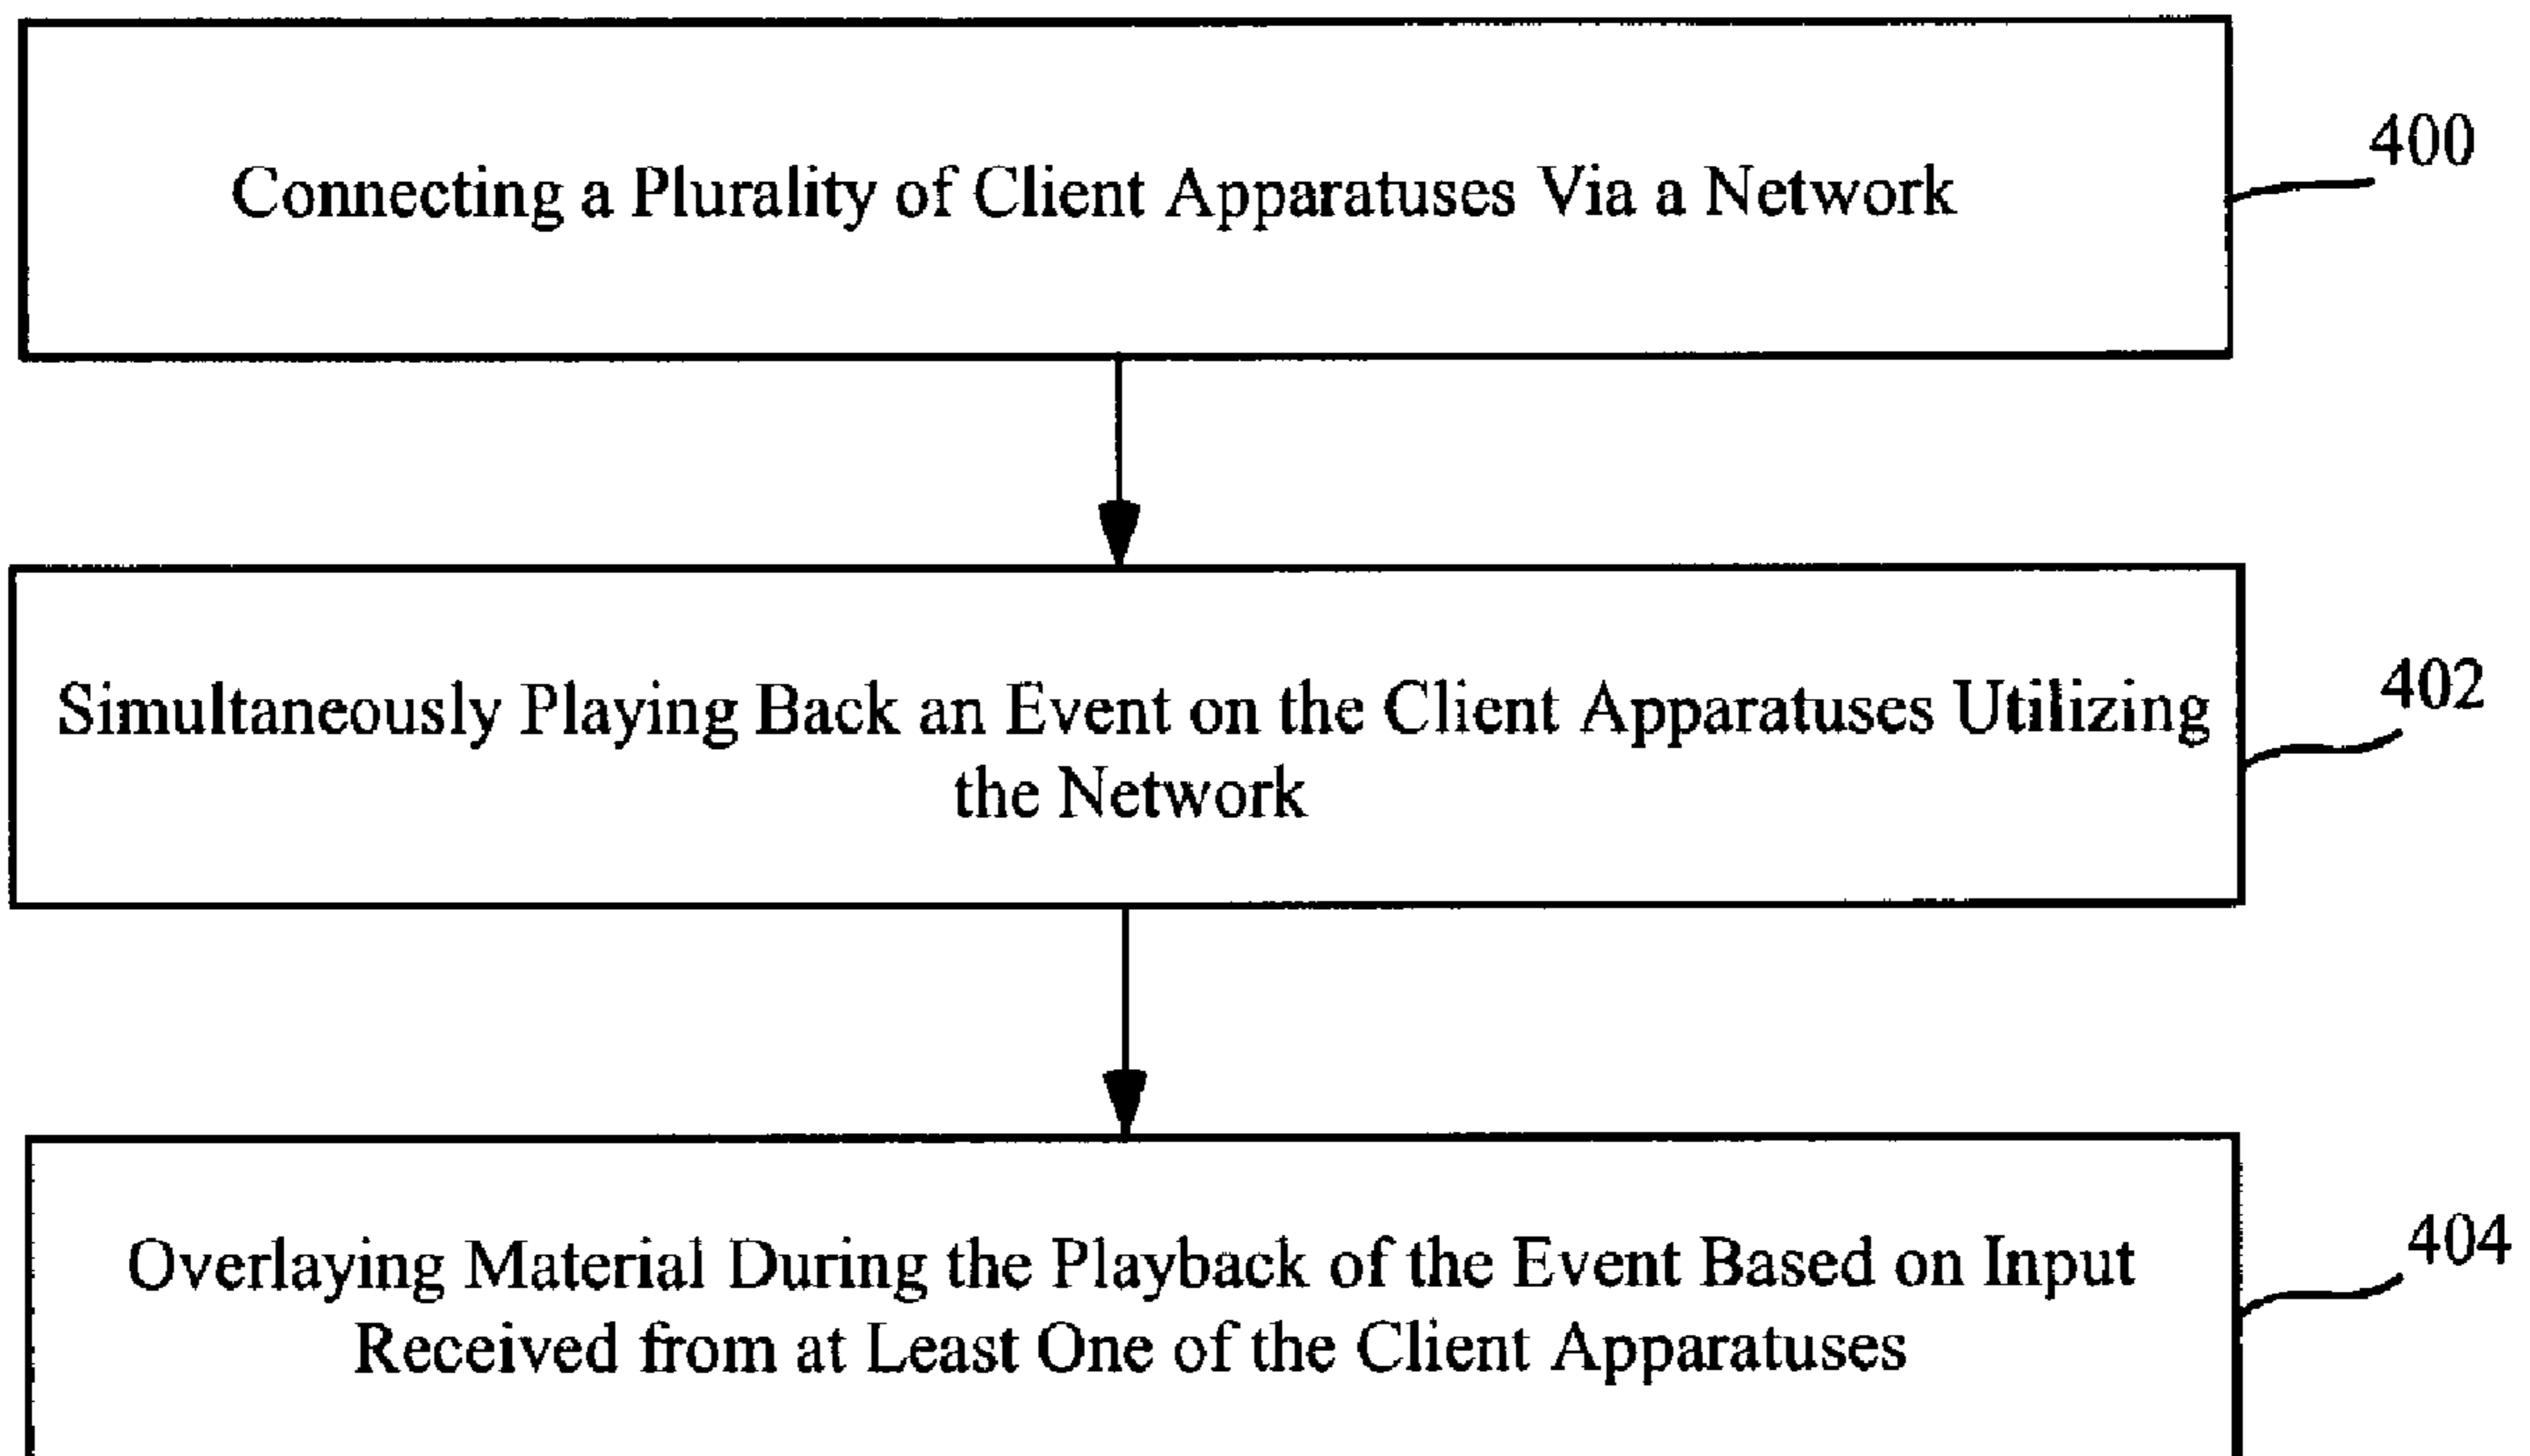 Connecting a Plurality of Client Apparatuses Via a Network
400
Simultaneously Playing Back an Event on the Client Apparatuses Utilizing
the Network
402
Overlaying Material During the Playback of the Event Based on Input
Received from at Least One of the Client Apparatuses
404